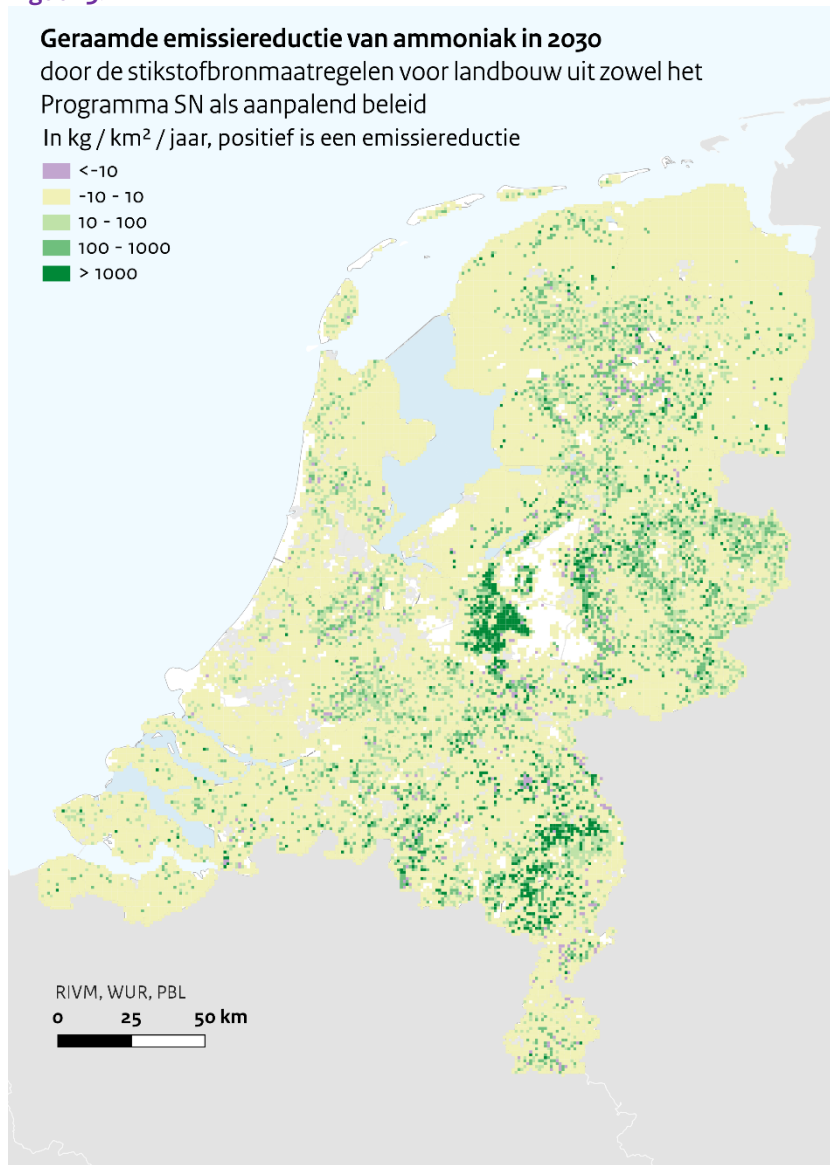 Geraamde emissiereductie van ammoniak in 2030
door de stikstofbronmaatregelen voor landbouw uit zowel het
Programma SN als aanpalend beleid
In kg / km² / jaar, positief is een emissiereductie
<-10
-10 - 10
10 - 100
100 - 1000
> 1000
RIVM, WUR, PBL
0 25 50 km